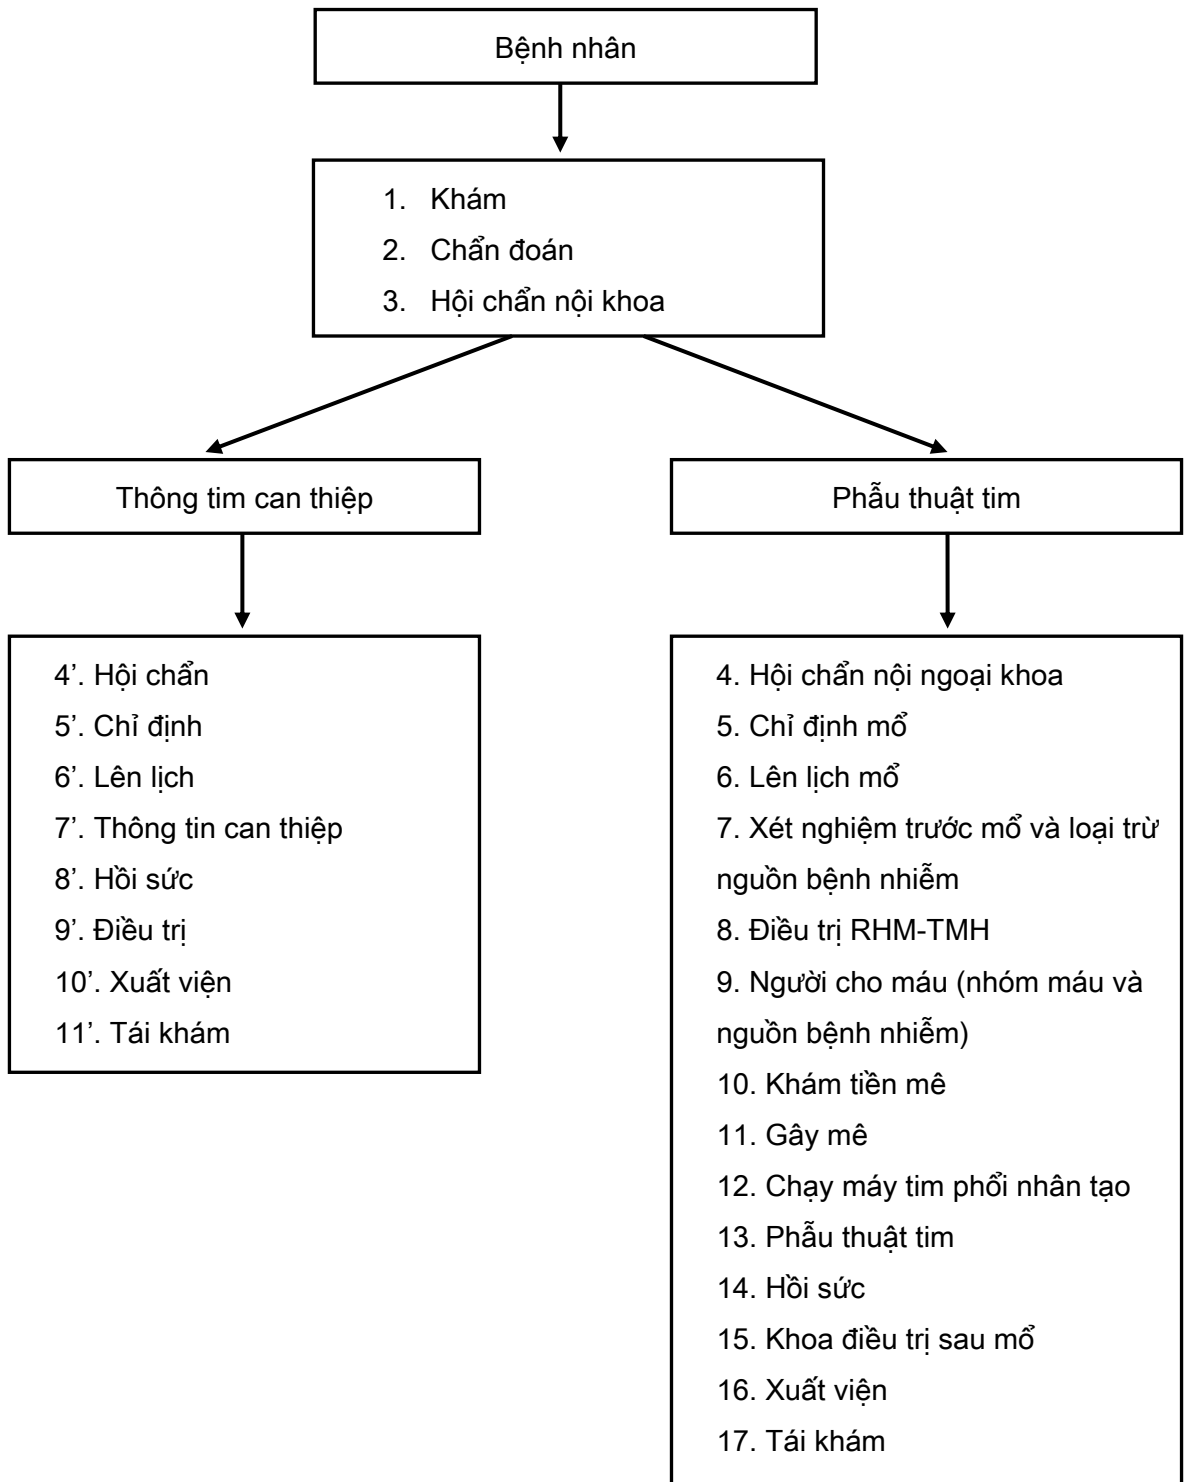 Bệnh nhân
1. Khám
2. Chẩn đoán
3. Hội chẩn nội khoa
Thông tim can thiệp
Phẫu thuật tim
4’. Hội chẩn
5’. Chỉ định
6’. Lên lịch
7’. Thông tin can thiệp
8’. Hồi sức
9’. Điều trị
10’. Xuất viện
11’. Tái khám
4. Hội chẩn nội ngoại khoa
5. Chỉ định mổ
6. Lên lịch mổ
7. Xét nghiệm trước mổ và loại trừ
nguồn bệnh nhiễm
8. Điều trị RHM-TMH
9. Người cho máu (nhóm máu và
nguồn bệnh nhiễm)
10. Khám tiền mê
11. Gây mê
12. Chạy máy tim phổi nhân tạo
13. Phẫu thuật tim
14. Hồi sức
15. Khoa điều trị sau mổ
16. Xuất viện
17. Tái khám